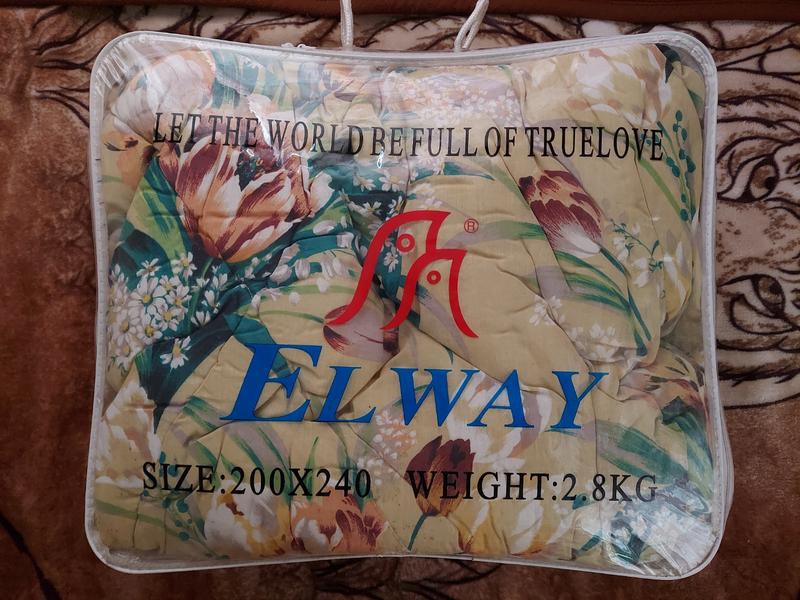 LET THE WORLD BE FULL OF TRUELOVE
®
ELWAY
SIZE:200X240 WEIGHT:2.8KG